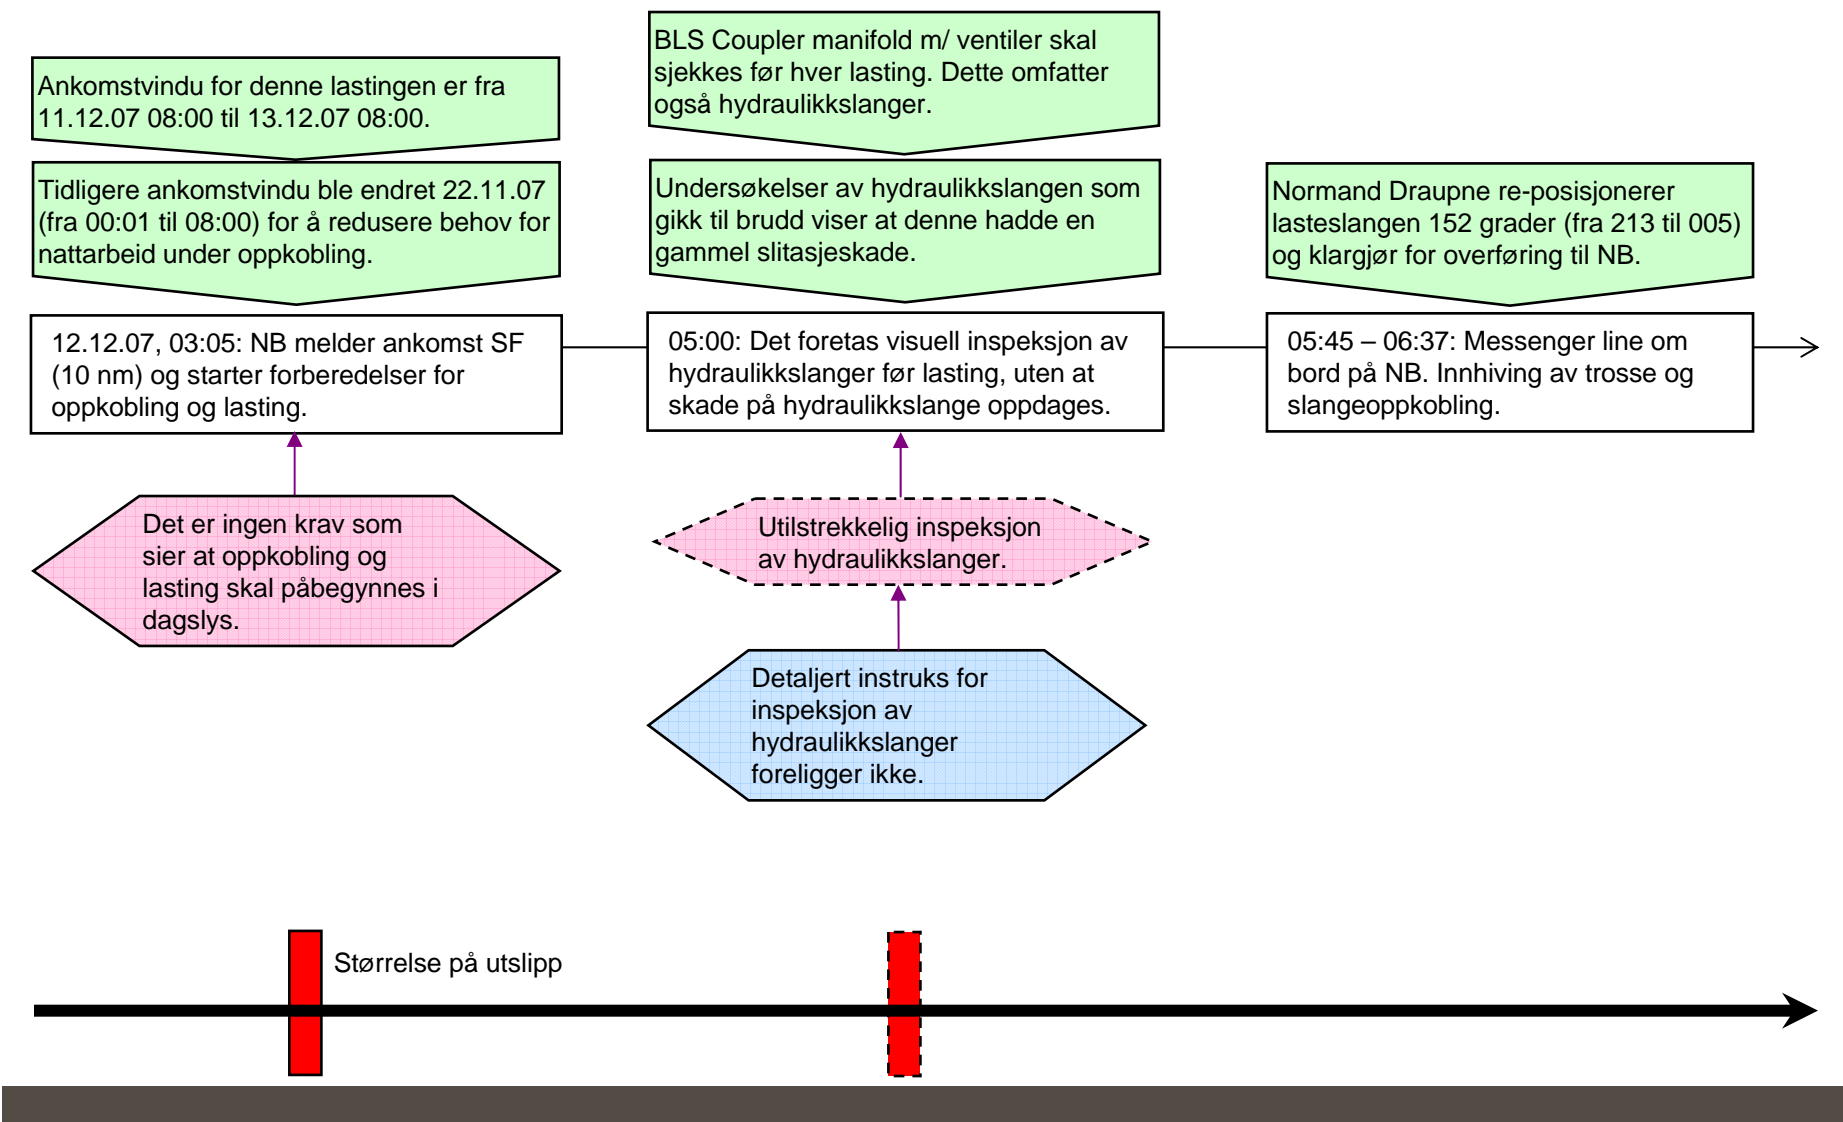 Ankomstvindu for denne lastingen er fra
11.12.07 08:00 til 13.12.07 08:00.
Tidligere ankomstvindu ble endret 22.11.07
(fra 00:01 til 08:00) for å redusere behov for
nattarbeid under oppkobling.
12.12.07, 03:05: NB melder ankomst SF
(10 nm) og starter forberedelser for
oppkobling og lasting.
Det er ingen krav som
sier at oppkobling og
lasting skal påbegynnes i
dagslys.
BLS Coupler manifold m/ ventiler skal
sjekkes før hver lasting. Dette omfatter
også hydraulikkslanger.
Undersøkelser av hydraulikkslangen som
gikk til brudd viser at denne hadde en
gammel slitasjeskade.
05:00: Det foretas visuell inspeksjon av
hydraulikkslanger før lasting, uten at
skade på hydraulikkslange oppdages.
Utilstrekkelig inspeksjon
av hydraulikkslanger.
Detaljert instruks for
inspeksjon av
hydraulikkslanger
foreligger ikke.
Normand Draupne re-posisjonerer
lasteslangen 152 grader (fra 213 til 005)
og klargjør for overføring til NB.
05:45 – 06:37: Messenger line om
bord på NB. Innhiving av trosse og
slangeoppkobling.
Størrelse på utslipp